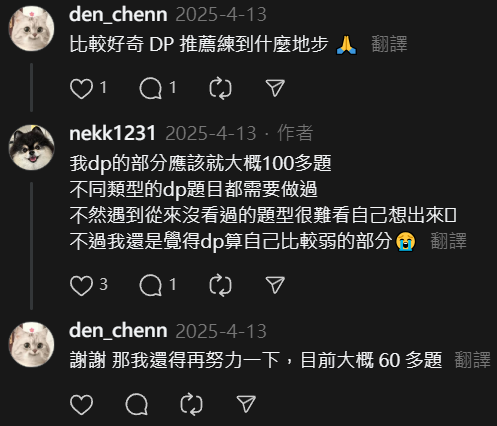 den_chenn 2025-4-13
比較好奇 DP 推薦練到什麼地步 🙏 翻譯
1 1
nekk1231 2025-4-13 · 作者
我dp的部分應該就大概100多題
不同類型的dp題目都需要做過
不然遇到從來沒看過的題型很難看自己想出來▯
不過我還是覺得dp算自己比較弱的部分😭 翻譯
3 1
den_chenn 2025-4-13
謝謝 那我還得再努力一下，目前大概 60 多題 翻譯